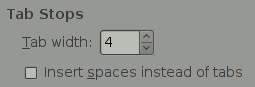 Tab Stops
Tab width: 4
Insert spaces instead of tabs